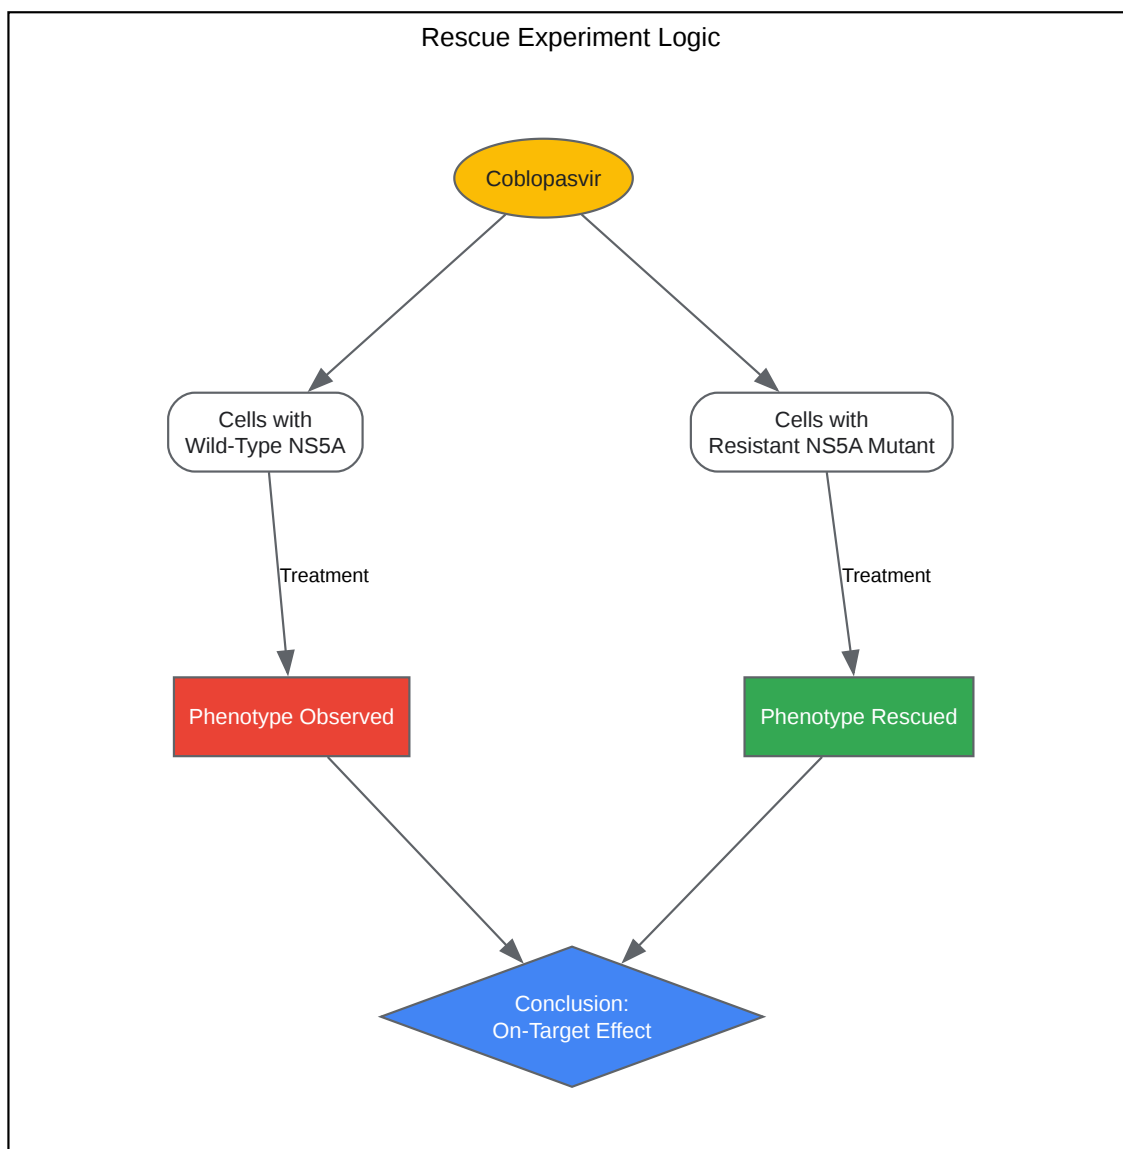 Rescue Experiment Logic
Coblopasvir
Cells with
Wild-Type NS5A
Cells with
Resistant NS5A Mutant
Treatment
Treatment
Phenotype Observed
Phenotype Rescued
Conclusion:
On-Target Effect